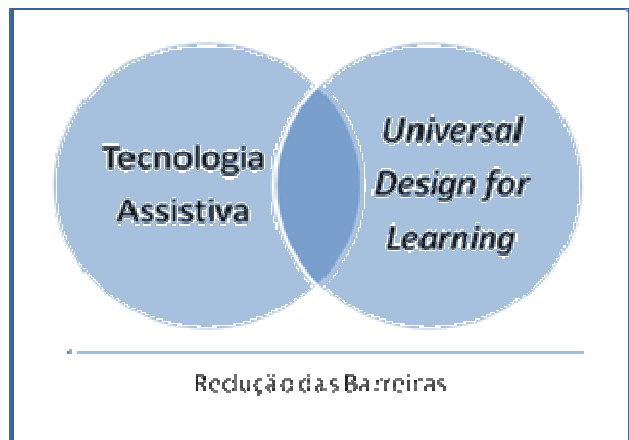 Tecnologia
Assistiva
Universal
Design for
Learning
Redução das Barreiras